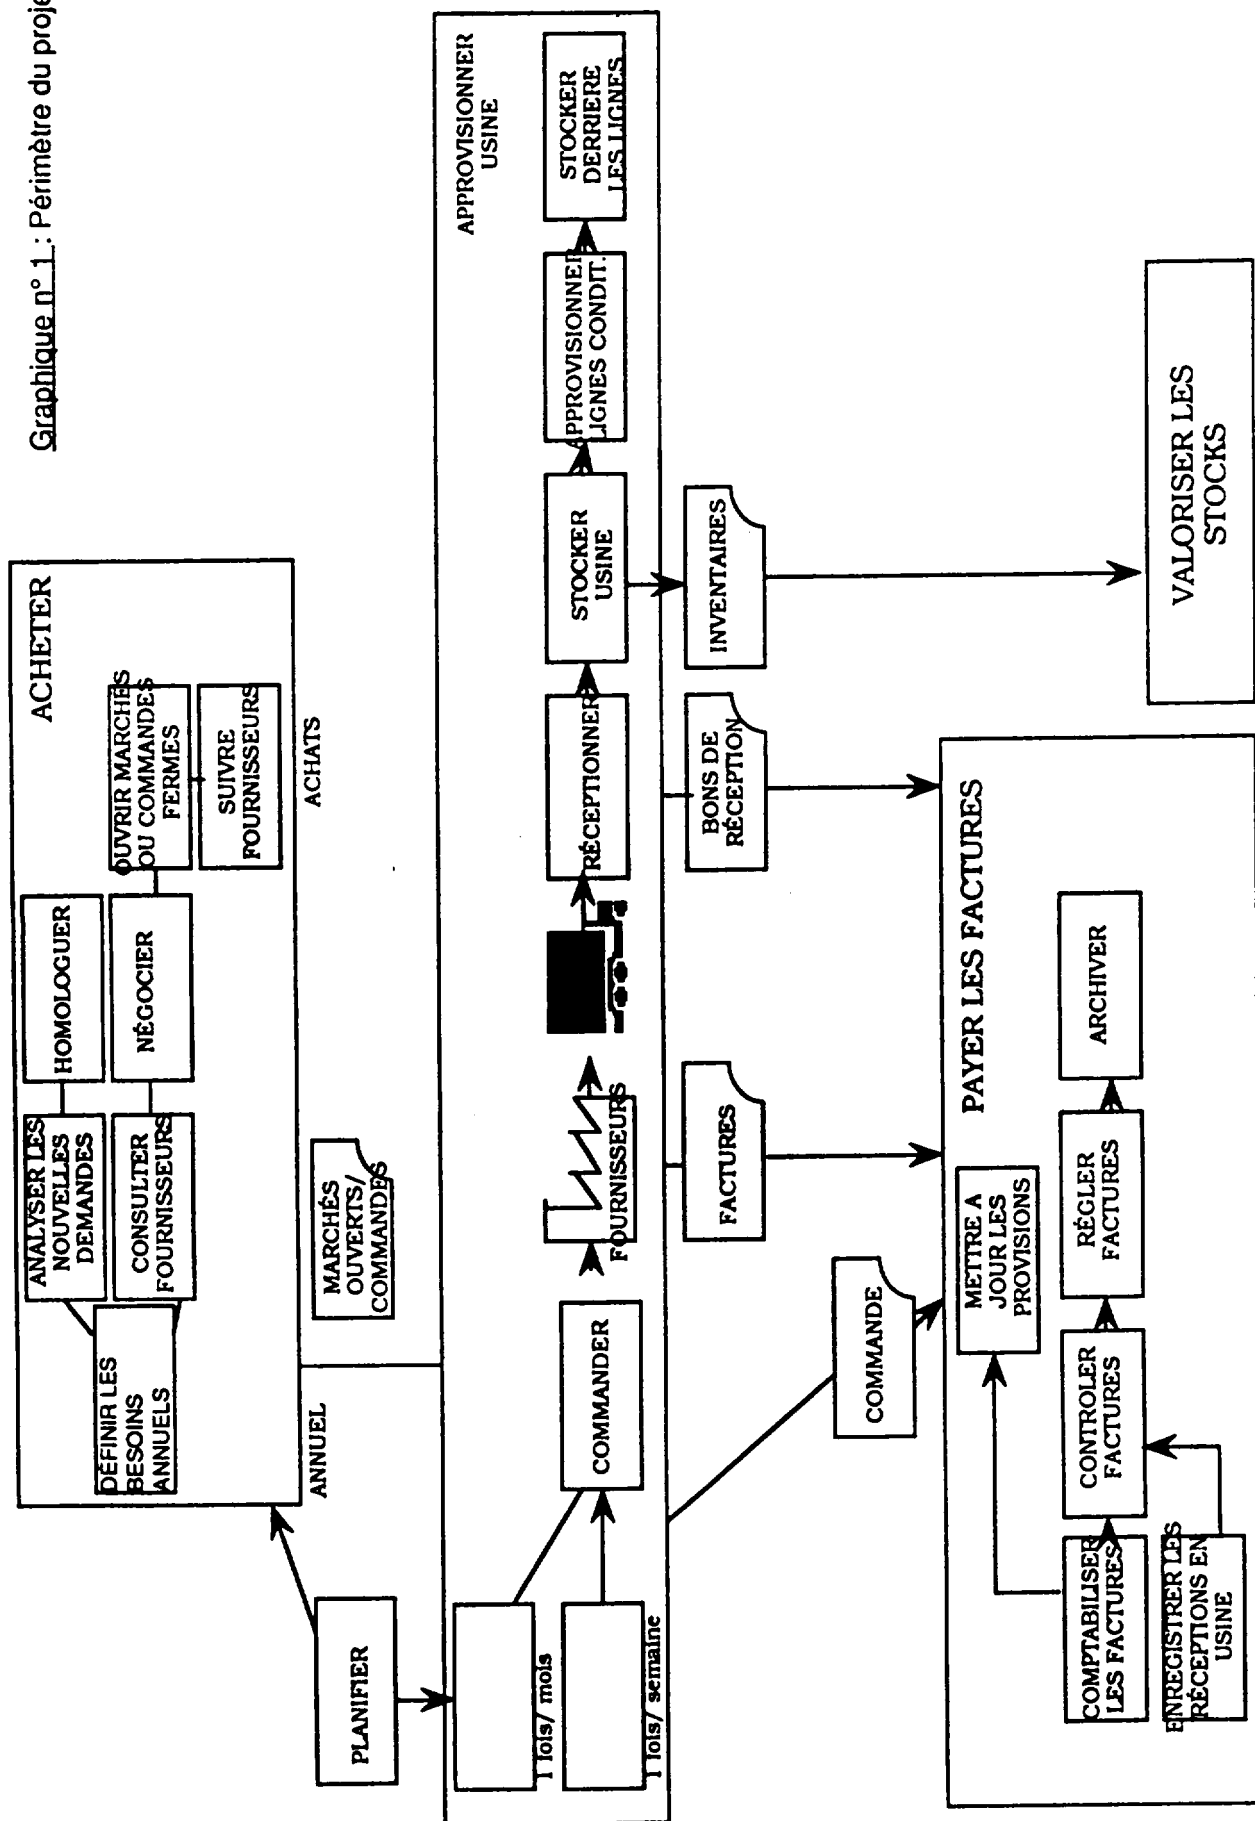 Graphique n° 1 : Périmètre du proje
ACHETER
ANALYSER LES
NOUVELLES
DEMANDES
HOMOLOGUER
DÉFINIR LES
BESOINS
ANNUELS
CONSULTER
FOURNISSEURS
NÉGOCIER
OUVRIR MARCHÉS
OU COMMANDES
FERMES
SUIVRE
FOURNISSEURS
ANNUEL
ACHATS
PLANIFIER
MARCHÉS
OUVERTS/
COMMANDES
APPROVISIONNER
USINE
1 fois/ mois
1 fois/ semaine
COMMANDER
FOURNISSEURS
RÉCEPTIONNER
STOCKER
USINE
APPROVISIONNER
LIGNES CONDIT.
STOCKER
DERRIERE
LES LIGNES
COMMANDE
FACTURES
BONS DE
RÉCEPTION
INVENTAIRES
PAYER LES FACTURES
METTRE A
JOUR LES
PROVISIONS
COMPTABILISER
LES FACTURES
CONTROLER
FACTURES
RÉGLER
FACTURES
ARCHIVER
ENREGISTRER LES
RÉCEPTIONS EN
USINE
VALORISER LES
STOCKS